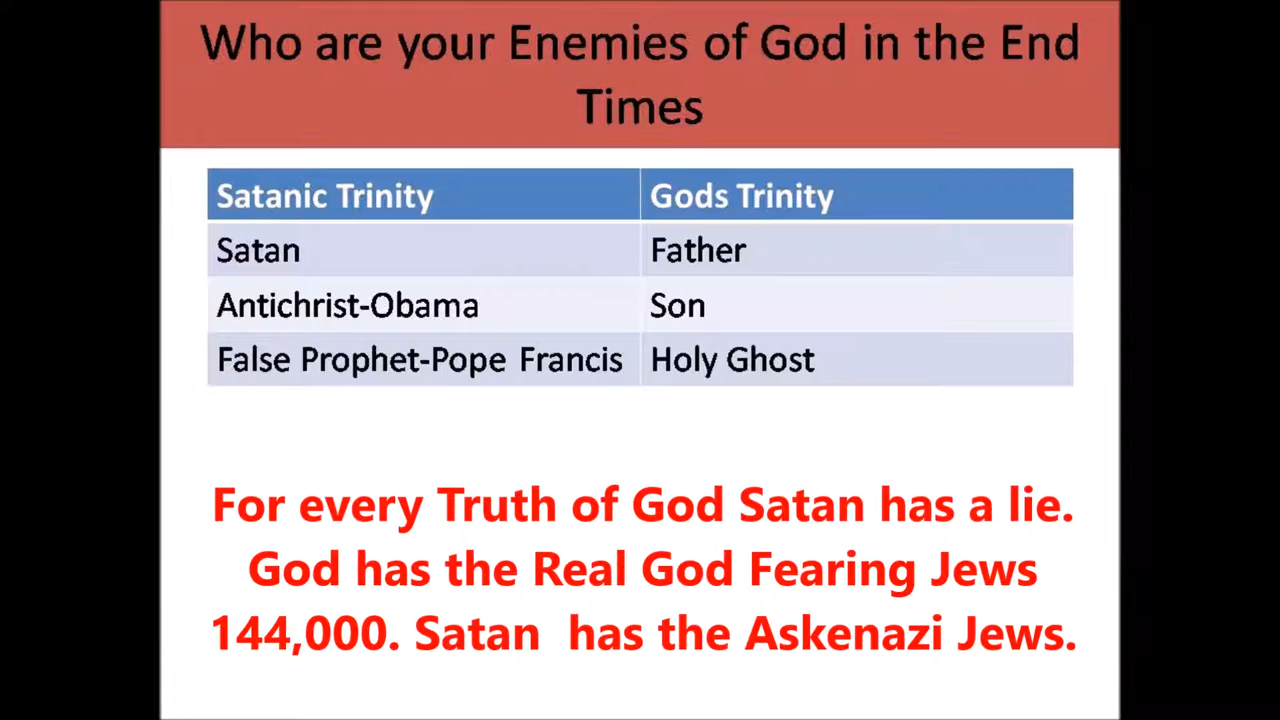 Who are your Enemies of God in the End
Times
Satanic Trinity Gods Trinity
Satan Father
Antichrist-Obama Son
False Prophet-Pope Francis Holy Ghost
For every Truth of God Satan has a lie.
God has the Real God Fearing Jews
144,000. Satan has the Askenazi Jews.